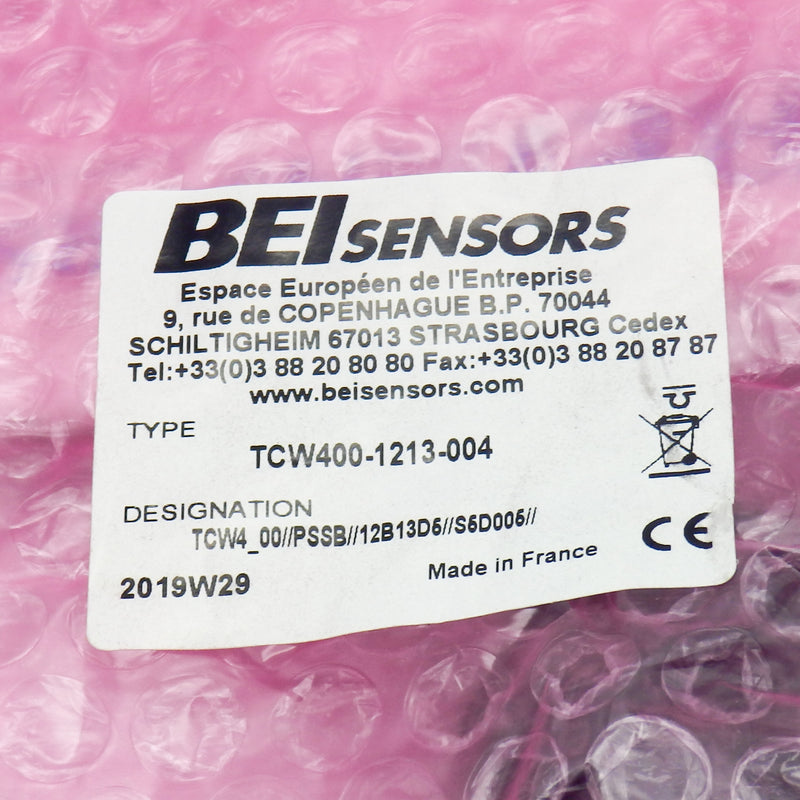 BEI SENSORS
Espace Européen de l'Entreprise
9, rue de COPENHAGUE B.P. 70044
SCHILTIGHEIM 67013 STRASBOURG Cedex
Tel:+33(0)3 88 20 80 80 Fax:+33(0)3 88 20 87 87
www.beisensors.com
TYPE
TCW400-1213-004
DESIGNATION
TCW4_00//PSSB//12B13D5//S5D005//
2019W29
Made in France
CE